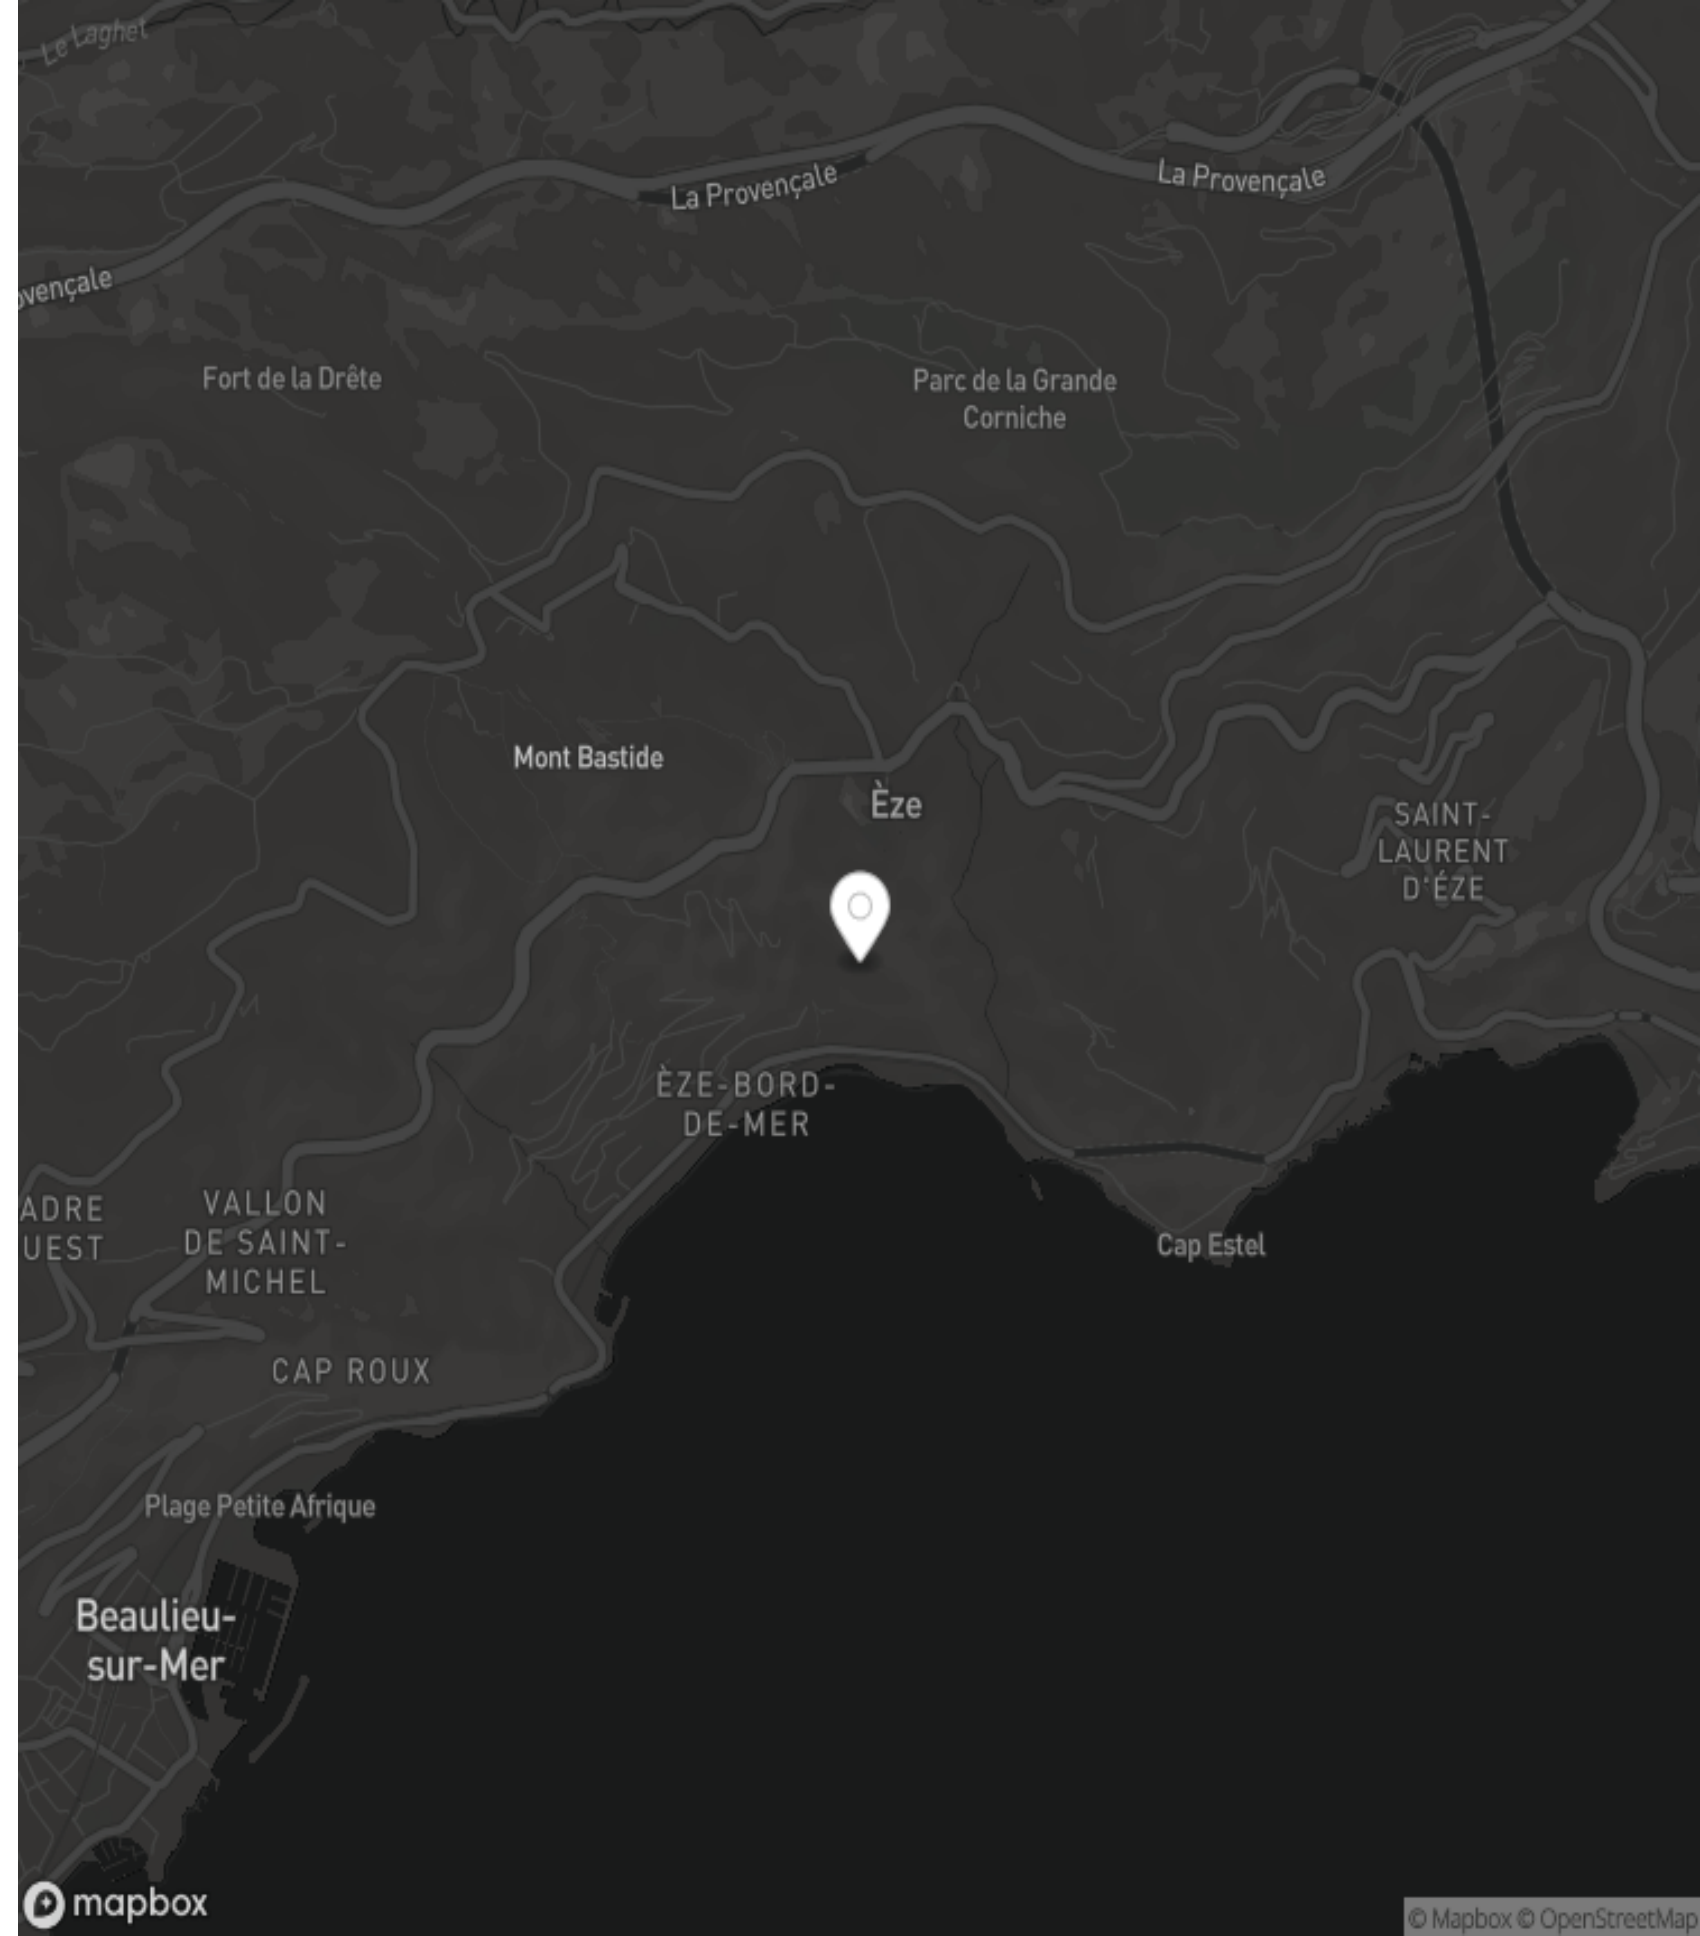 Le Laghet
La Provençale
La Provençale
ovençale
Fort de la Drête
Parc de la Grande
Corniche
Mont Bastide
Èze
SAINT-
LAURENT
D'ÉZE
ÈZE-BORD-
DE-MER
ADRE
UEST
VALLON
DE SAINT-
MICHEL
Cap Estel
CAP ROUX
Plage Petite Afrique
Beaulieu-
sur-Mer
mapbox
© Mapbox © OpenStreetMap